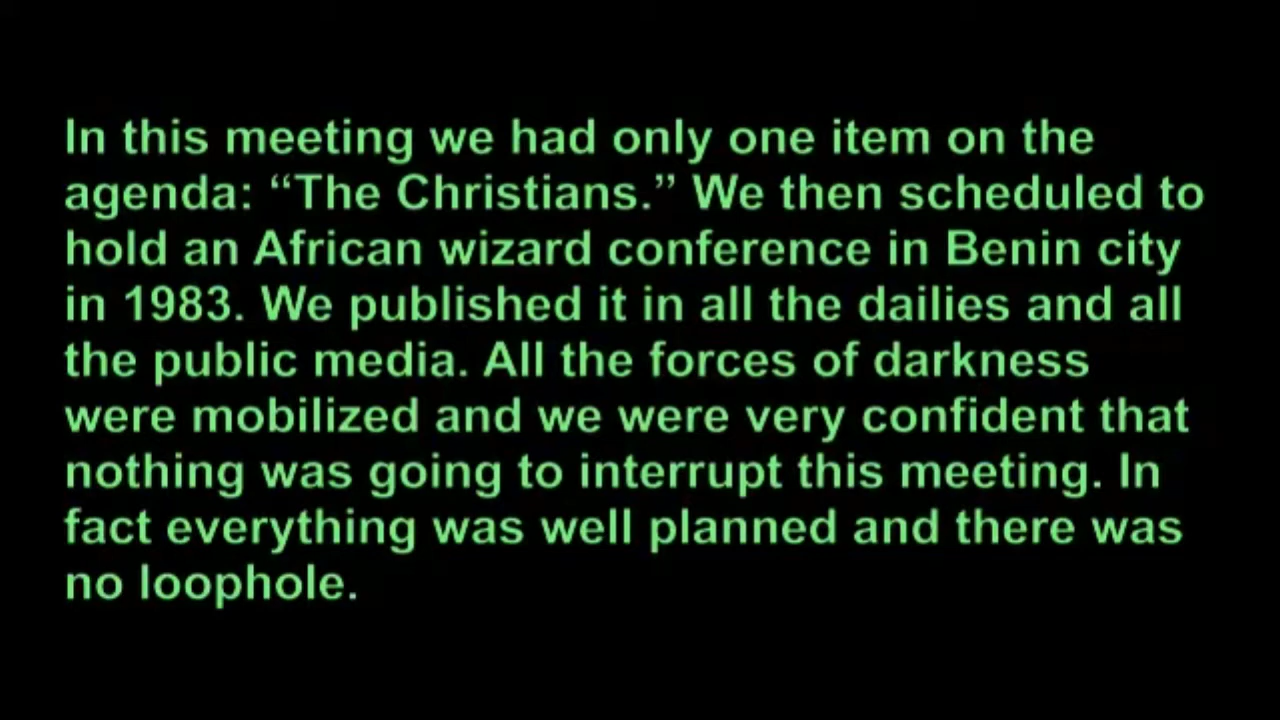 In this meeting we had only one item on the
agenda: “The Christians.” We then scheduled to
hold an African wizard conference in Benin city
in 1983. We published it in all the dailies and all
the public media. All the forces of darkness
were mobilized and we were very confident that
nothing was going to interrupt this meeting. In
fact everything was well planned and there was
no loophole.